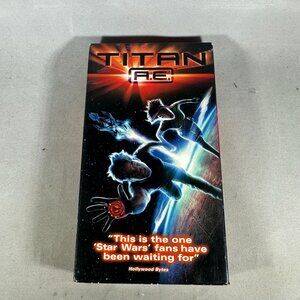 TITAN
A.E.
"This is the one
'Star Wars' fans have
been waiting for"
Hollywood Bytes